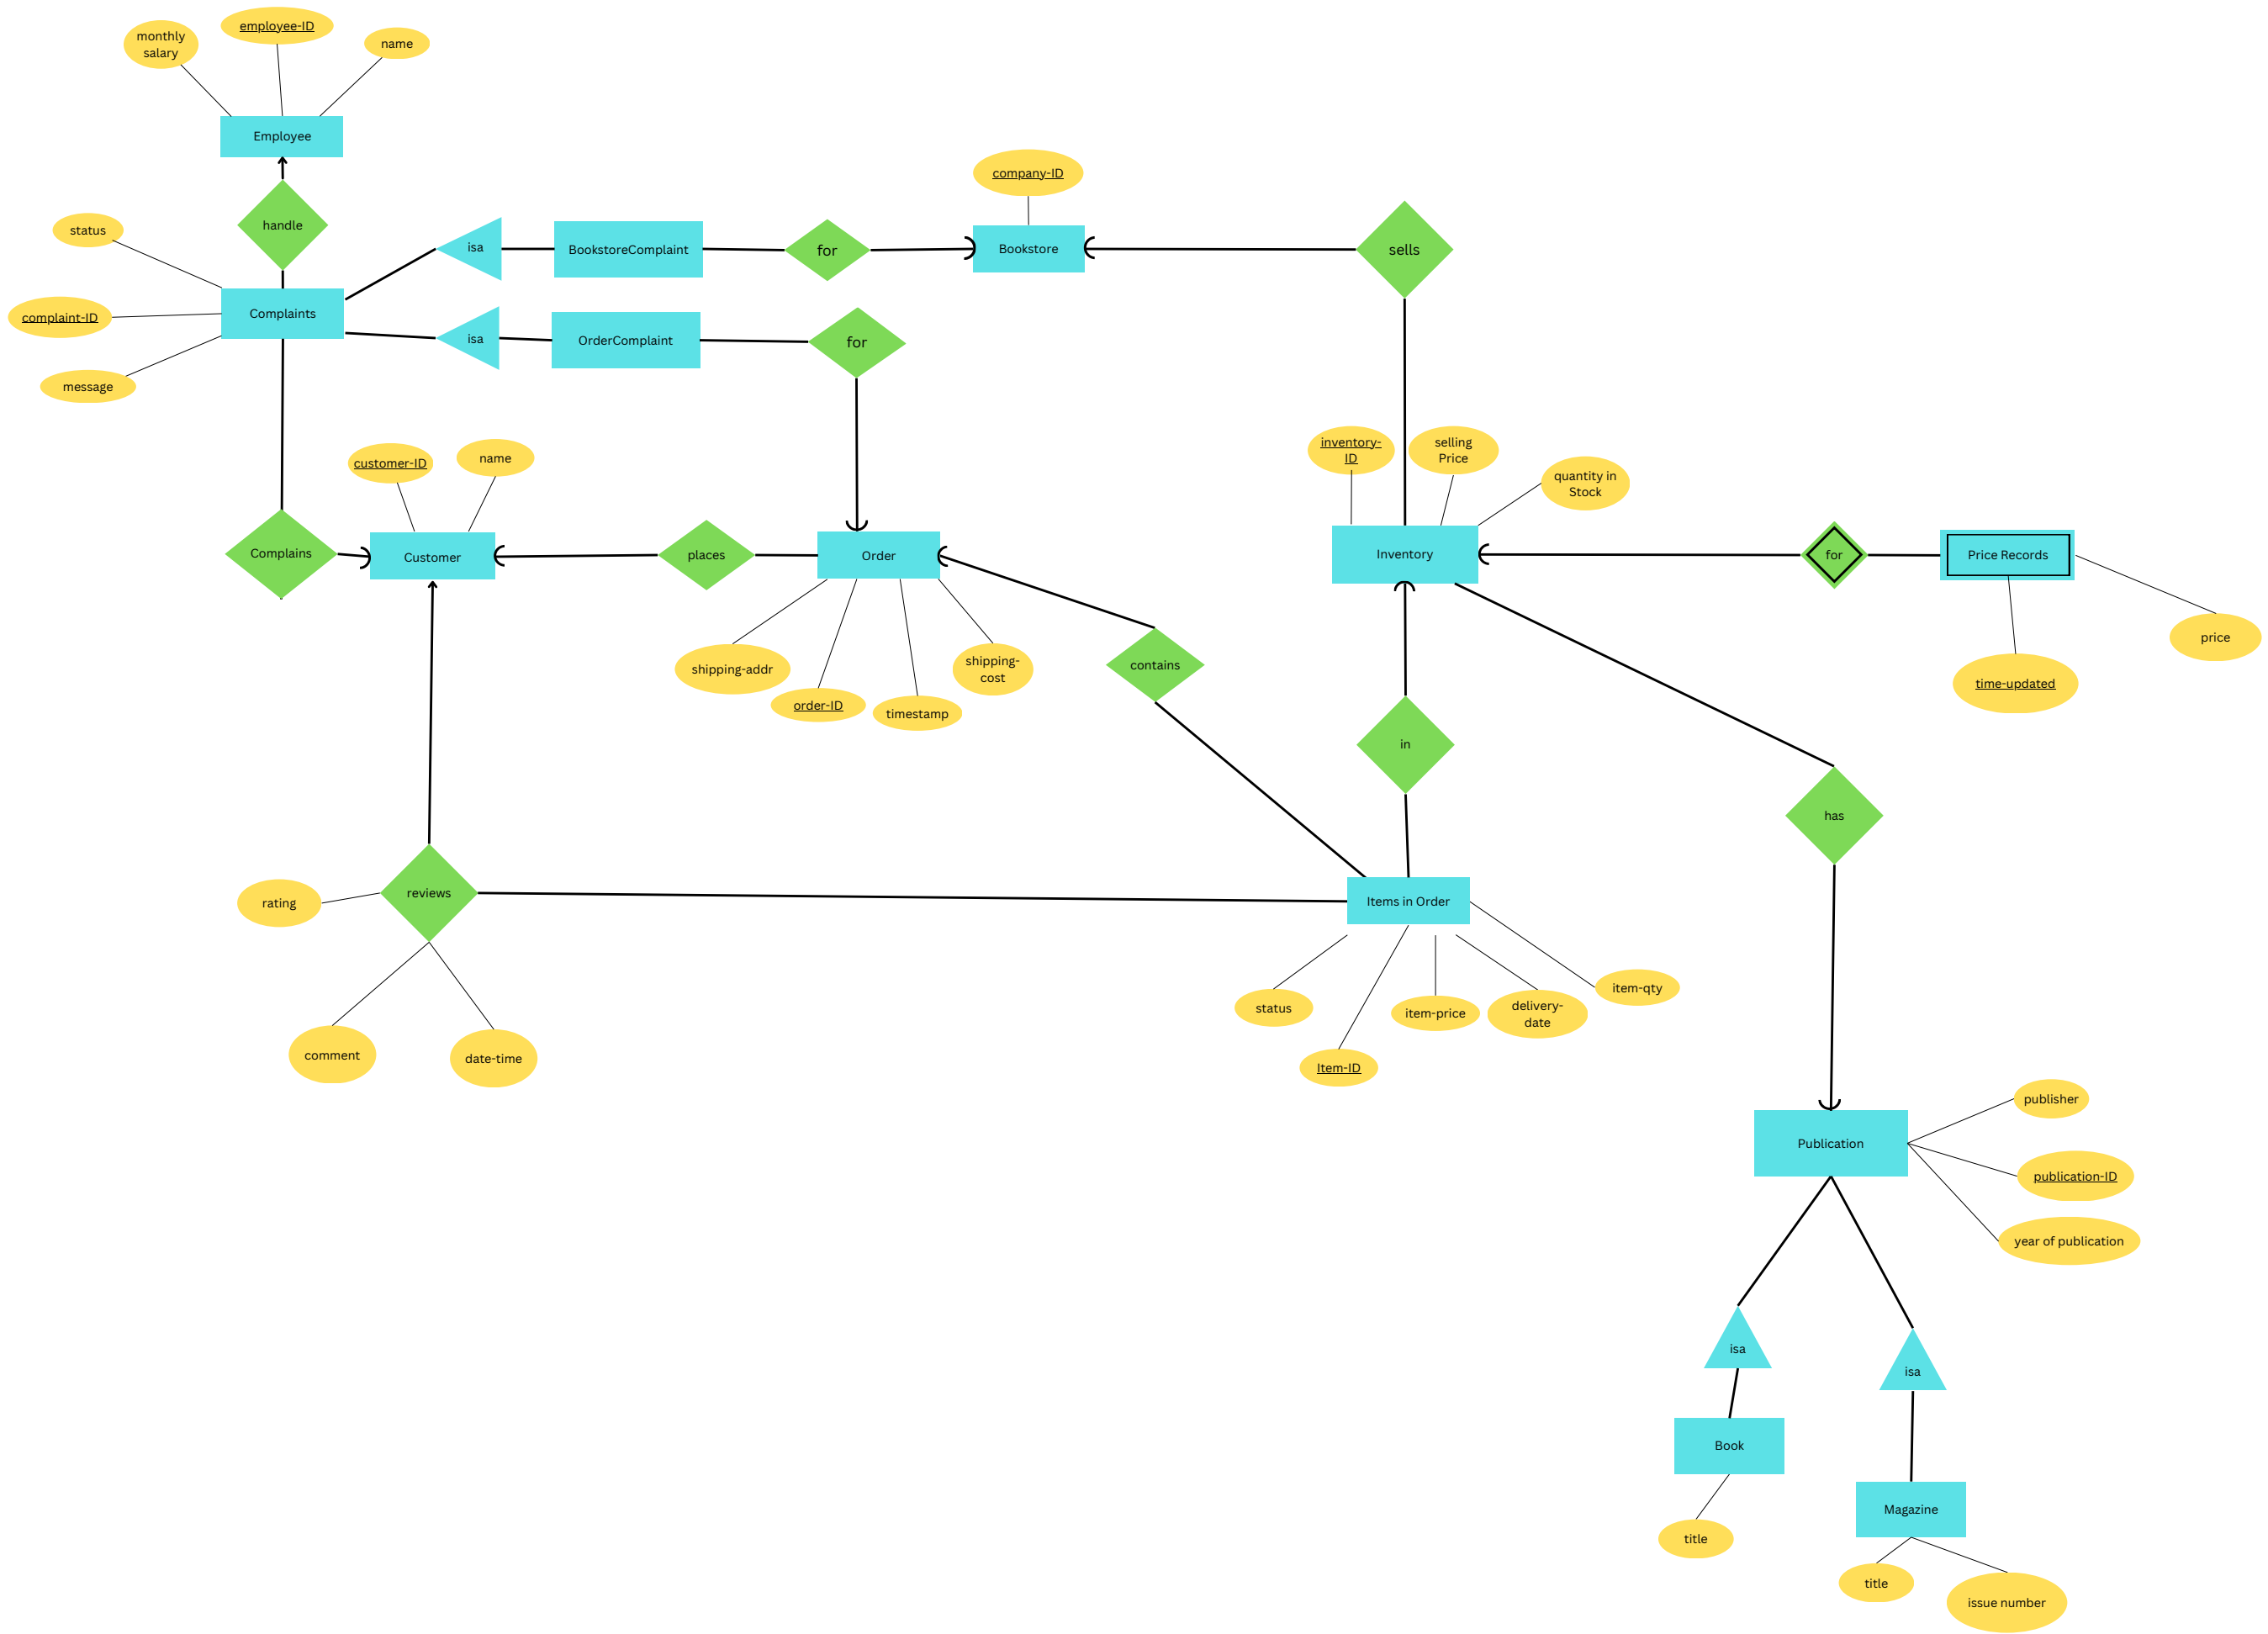 employee-ID
monthly
salary
name
Employee
company-ID
handle
status
isa
BookstoreComplaint
for
Bookstore
sells
Complaints
complaint-ID
isa
OrderComplaint
for
message
customer-ID
name
inventory-
ID
selling
Price
quantity in
Stock
Complains
Customer
places
Order
Inventory
for
Price Records
shipping-addr
order-ID
timestamp
shipping-
cost
contains
price
time-updated
in
has
rating
reviews
Items in Order
status
item-price
delivery-
date
item-qty
comment
date-time
Item-ID
publisher
Publication
publication-ID
year of publication
isa
isa
Book
Magazine
title
title
issue number